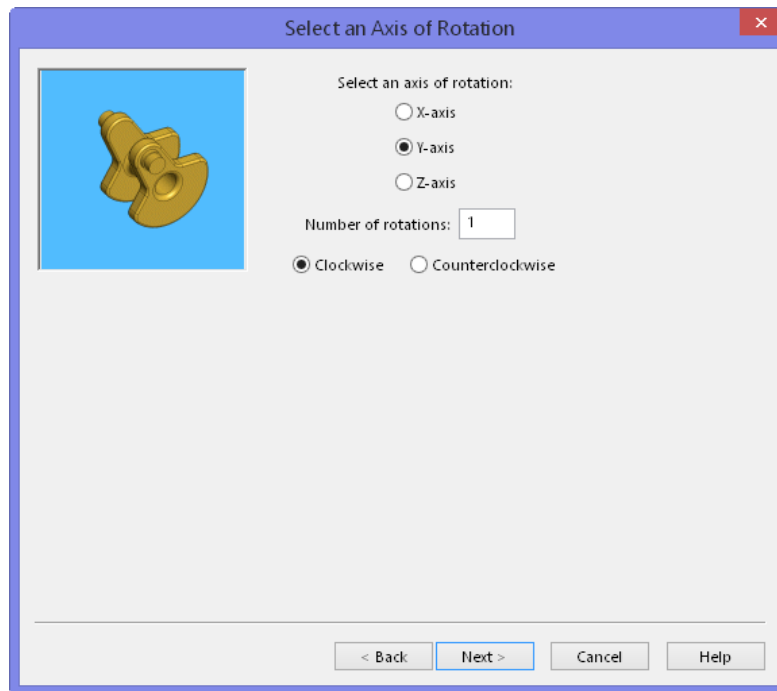 Select an Axis of Rotation
Select an axis of rotation:
X-axis
Y-axis
Z-axis
Number of rotations: 1
Clockwise Counterclockwise
< Back Next > Cancel Help